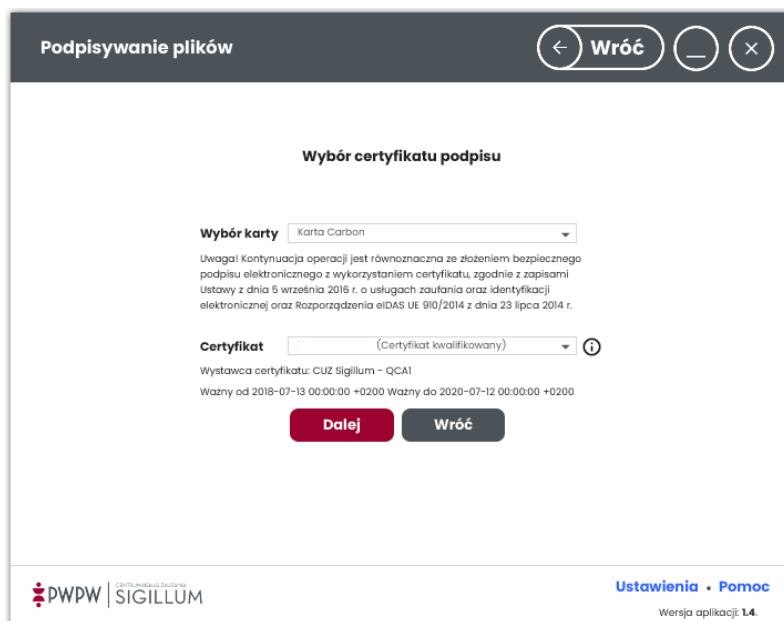 Podpisywanie plików
Wróć
Wybór certyfikatu podpisu
Wybór karty Karta Carbon
Uwaga! Kontynuacja operacji jest równoznaczna ze złożeniem bezpiecznego
podpisu elektronicznego z wykorzystaniem certyfikatu, zgodnie z zapisami
Ustawy z dnia 5 września 2016 r. o usługach zaufania oraz identyfikacji
elektronicznej oraz Rozporządzenia eIDAS UE 910/2014 z dnia 23 lipca 2014 r.
Certyfikat (Certyfikat kwalifikowany)
Wystawca certyfikatu: CUZ Sigillum - QCA1
Ważny od 2018-07-13 00:00:00 +0200 Ważny do 2020-07-12 00:00:00 +0200
Dalej Wróć
CENTRUM USŁUG ZAUFANIA
PWPW SIGILLUM
Ustawienia • Pomoc
Wersja aplikacji: 1.4.